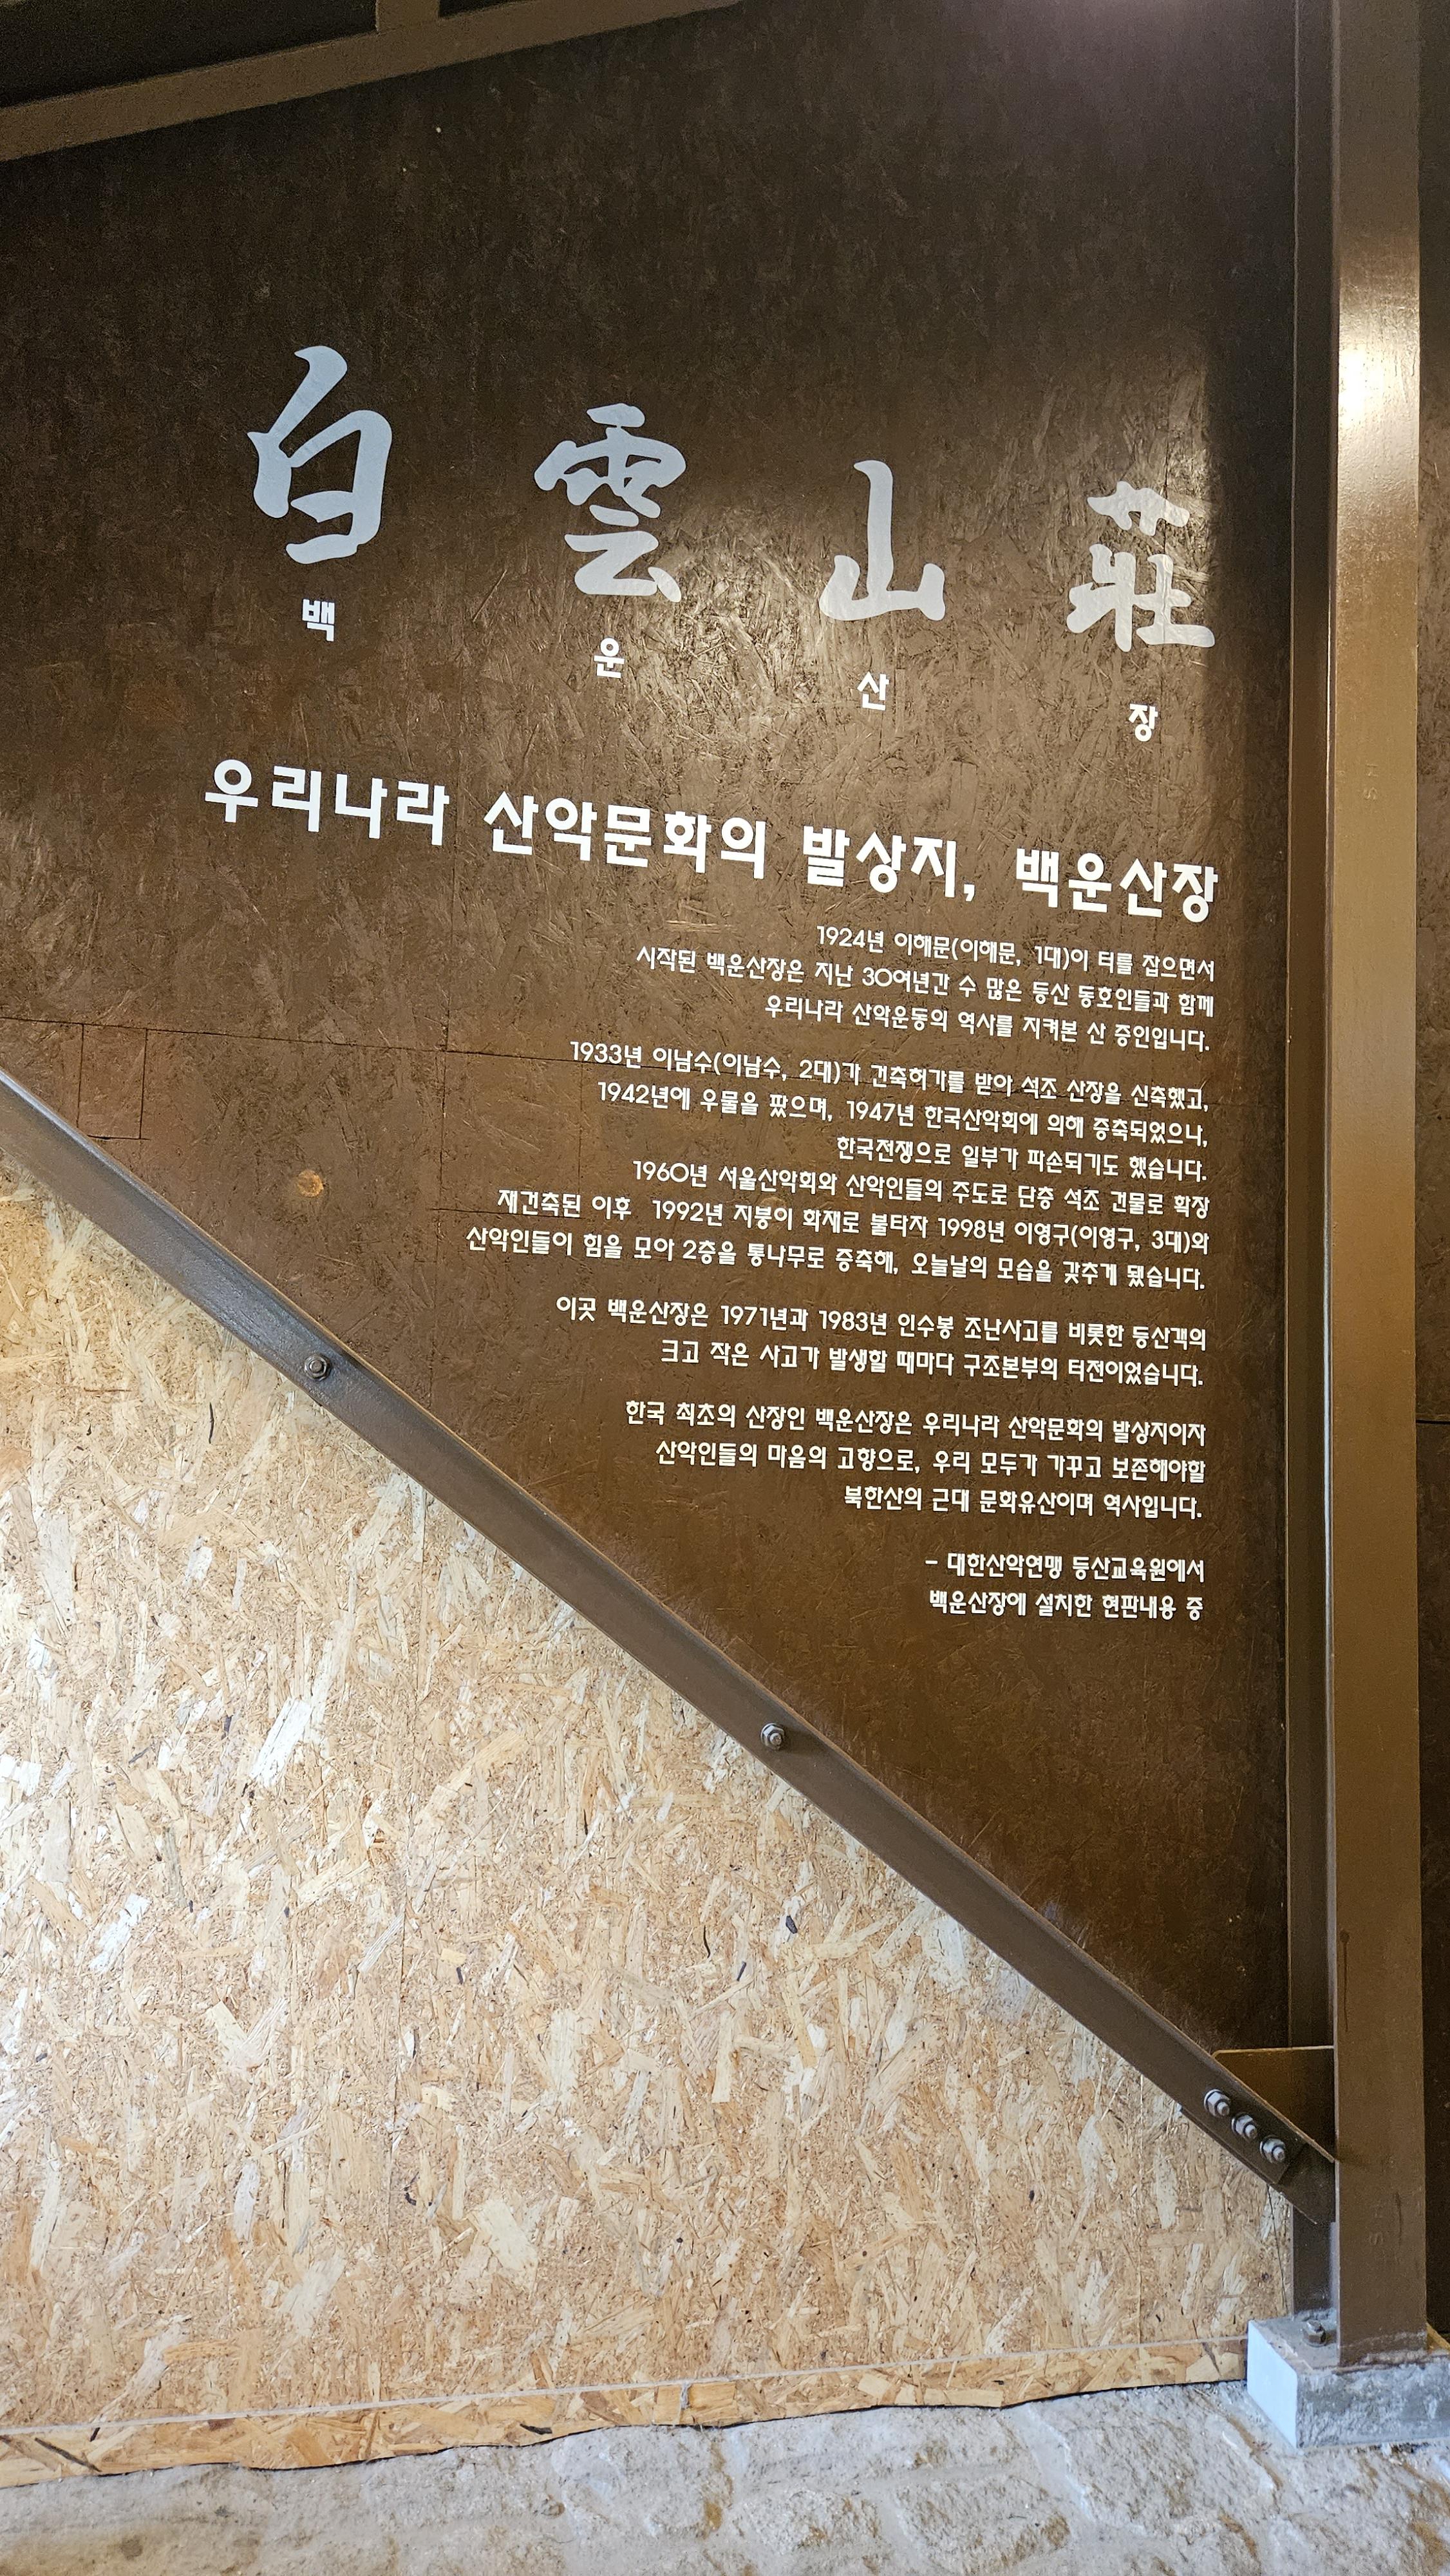 白雲山莊
백운산장
우리나라 산악문화의 발상지, 백운산장
1924년 이해문(이해문, 1대)이 터를 잡으면서
시작된 백운산장은 지난 30여년간 수 많은 등산 동호인들과 함께
우리나라 산악운동의 역사를 지켜본 산 증인입니다.
1933년 이남수(이남수, 2대)가 건축허가를 받아 석조 산장을 신축했고,
1942년에 우물을 팠으며, 1947년 한국산악회에 의해 증축되었으나,
한국전쟁으로 일부가 파손되기도 했습니다.
1960년 서울산악회와 산악인들의 주도로 단층 석조 건물로 확장
재건축된 이후 1992년 지붕이 화재로 불타자 1998년 이영구(이영구, 3대)와
산악인들이 힘을 모아 2층을 통나무로 증축해, 오늘날의 모습을 갖추게 됐습니다.
이곳 백운산장은 1971년과 1983년 인수봉 조난사고를 비롯한 등산객의
크고 작은 사고가 발생할 때마다 구조본부의 터전이었습니다.
한국 최초의 산장인 백운산장은 우리나라 산악문화의 발상지이자
산악인들의 마음의 고향으로, 우리 모두가 가꾸고 보존해야할
북한산의 근대 문화유산이며 역사입니다.
- 대한산악연맹 등산교육원에서
백운산장에 설치한 현판내용 중